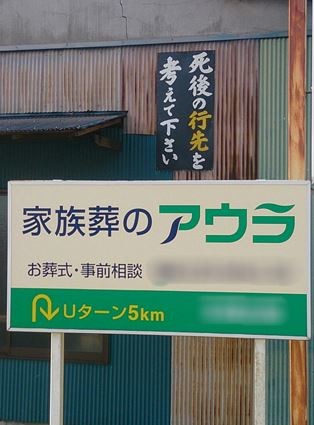 死後の行先を
考えて下さい
家族葬のアウラ
お葬式・事前相談
Uターン5km